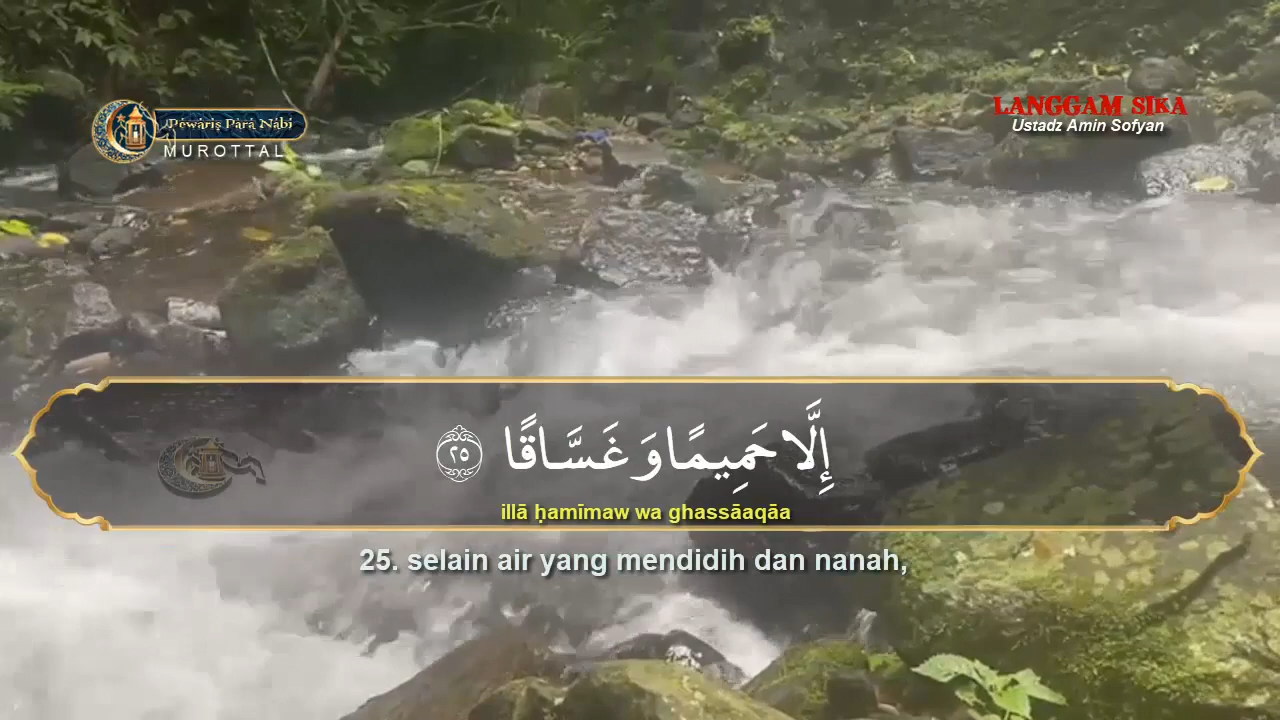 Pewaris Para Nabi
MUROTTAL
LANGGAM SIKA
Ustadz Amin Sofyan
إِلَّا حَمِيمًا وَغَسَّاقًا ٢٥
illā ḥamīmaw wa ghassāaqāa
25. selain air yang mendidih dan nanah,